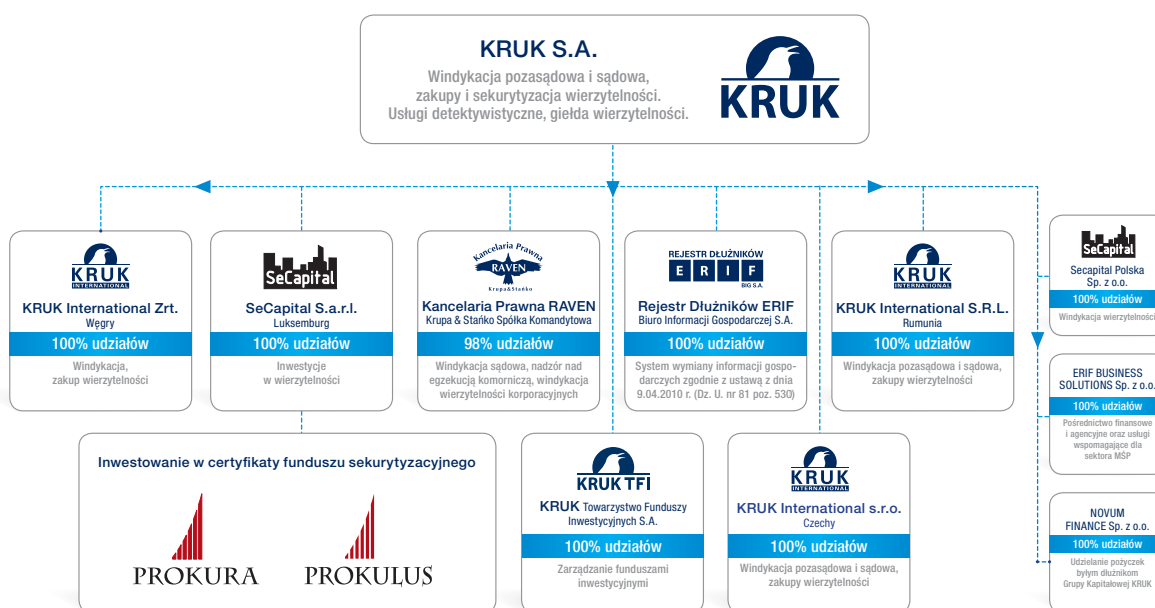 KRUK S.A.
Windykacja pozasądowa i sądowa,
zakupy i sekurytyzacja wierzytelności.
Usługi detektywistyczne, giełda wierzytelności.
KRUK
KRUK
INTERNATIONAL
KRUK International Zrt.
Węgry
100% udziałów
Windykacja,
zakup wierzytelności
SeCapital
SeCapital S.a.r.l.
Luksemburg
100% udziałów
Inwestycje
w wierzytelności
Kancelaria Prawna
RAVEN
Krupa&Stańko
Kancelaria Prawna RAVEN
Krupa & Stańko Spółka Komandytowa
98% udziałów
Windykacja sądowa, nadzór nad
egzekucją komorniczą, windykacja
wierzytelności korporacyjnych
REJESTR DŁUŻNIKÓW
ERIF
BIG S.A.
Rejestr Dłużników ERIF
Biuro Informacji Gospodarczej S.A.
100% udziałów
System wymiany informacji gospo-
darczych zgodnie z ustawą z dnia
9.04.2010 r. (Dz. U. nr 81 poz. 530)
KRUK
INTERNATIONAL
KRUK International S.R.L.
Rumunia
100% udziałów
Windykacja pozasądowa i sądowa,
zakupy wierzytelności
SeCapital
Secapital Polska
Sp. z o.o.
100% udziałów
Windykacja wierzytelności
ERIF BUSINESS
SOLUTIONS Sp. z o.o.
100% udziałów
Pośrednictwo finansowe
i agencyjne oraz usługi
wspomagające dla
sektora MŚP
NOVUM
FINANCE Sp. z o.o.
100% udziałów
Udzielanie pożyczek
byłym dłużnikom
Grupy Kapitałowej KRUK
Inwestowanie w certyfikaty funduszu sekurytyzacyjnego
PROKURA
PROKULUS
KRUK TFI
KRUK Towarzystwo Funduszy
Inwestycyjnych S.A.
100% udziałów
Zarządzanie funduszami
inwestycyjnymi
KRUK
INTERNATIONAL
KRUK International s.r.o.
Czechy
100% udziałów
Windykacja pozasądowa i sądowa,
zakupy wierzytelności